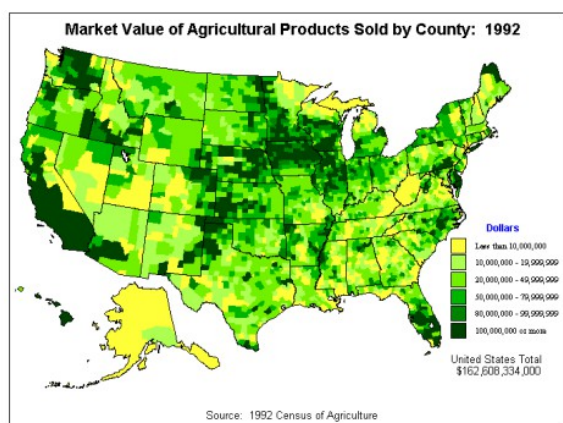 Market Value of Agricultural Products Sold by County: 1992
Dollars
Less than 10,000,000
10,000,000 - 19,999,999
20,000,000 - 49,999,999
50,000,000 - 79,999,999
80,000,000 - 99,999,999
100,000,000 or more
United States Total
$162,608,334,000
Source: 1992 Census of Agriculture